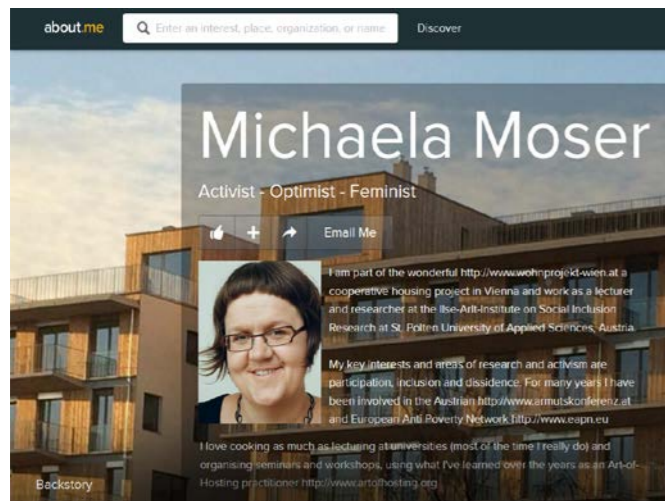 about.me
Enter an interest, place, organization, or name
Discover
Michaela Moser
Activist - Optimist - Feminist
Email Me
I am part of the wonderful http://www.wohnprojekt-wien.at a
cooperative housing project in Vienna and work as a lecturer
and researcher at the Ilse-Arlt-Institute on Social Inclusion
Research at St. Pölten University of Applied Sciences, Austria.
My key interests and areas of research and activism are
participation, inclusion and dissidence. For many years I have
been involved in the Austrian http://www.armutskonferenz.at
and European Anti Poverty Network http://www.eapn.eu
I love cooking as much as lecturing at universities (most of the time I really do) and
organising seminars and workshops, using what I've learned over the years as an Art-of-
Hosting practitioner http://www.artofhosting.org
Backstory